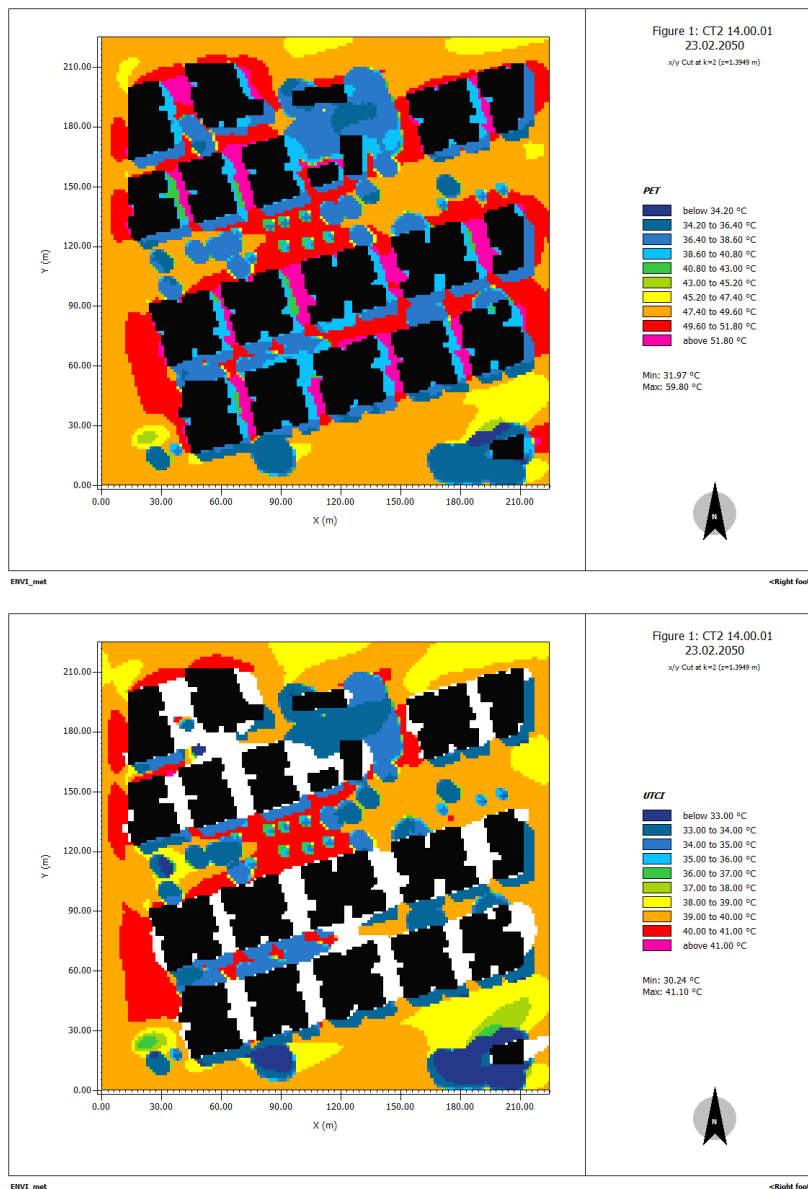 Figure 1: CT2 14.00.01
23.02.2050
x/y Cut at k=2 (z=1.3949 m)
210.00
180.00
150.00
120.00
90.00
60.00
30.00
0.00
Y (m)
0.00 30.00 60.00 90.00 120.00 150.00 180.00 210.00
X (m)
PET
below 34.20 °C
34.20 to 36.40 °C
36.40 to 38.60 °C
38.60 to 40.80 °C
40.80 to 43.00 °C
43.00 to 45.20 °C
45.20 to 47.40 °C
47.40 to 49.60 °C
49.60 to 51.80 °C
above 51.80 °C
Min: 31.97 °C
Max: 59.80 °C
N
ENVI_met
<Right foot
Figure 1: CT2 14.00.01
23.02.2050
x/y Cut at k=2 (z=1.3949 m)
210.00
180.00
150.00
120.00
90.00
60.00
30.00
0.00
Y (m)
0.00 30.00 60.00 90.00 120.00 150.00 180.00 210.00
X (m)
UTCI
below 33.00 °C
33.00 to 34.00 °C
34.00 to 35.00 °C
35.00 to 36.00 °C
36.00 to 37.00 °C
37.00 to 38.00 °C
38.00 to 39.00 °C
39.00 to 40.00 °C
40.00 to 41.00 °C
above 41.00 °C
Min: 30.24 °C
Max: 41.10 °C
N
ENVI_met
<Right foot